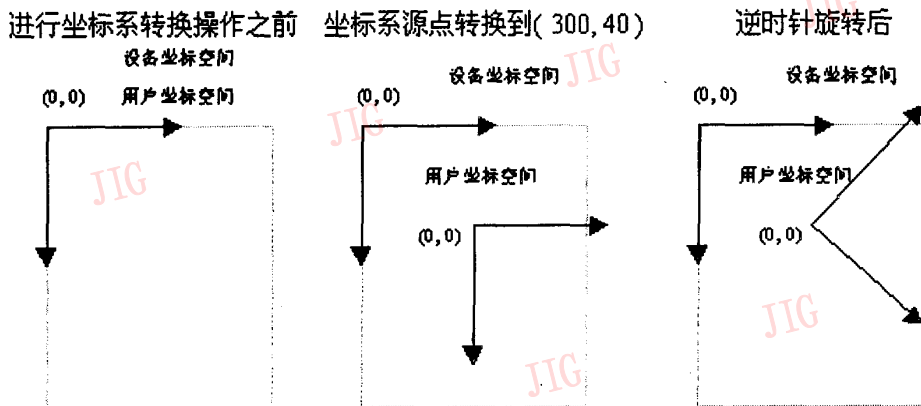 进行坐标系转换操作之前
设备坐标空间
(0,0)
用户坐标空间
JIG
坐标系源点转换到( 300,40)
设备坐标空间
(0,0)
JIG
JIG
用户坐标空间
(0,0)
JIG
逆时针旋转后
JIG
设备坐标空间
(0,0)
用户坐标空间
(0,0)
JIG